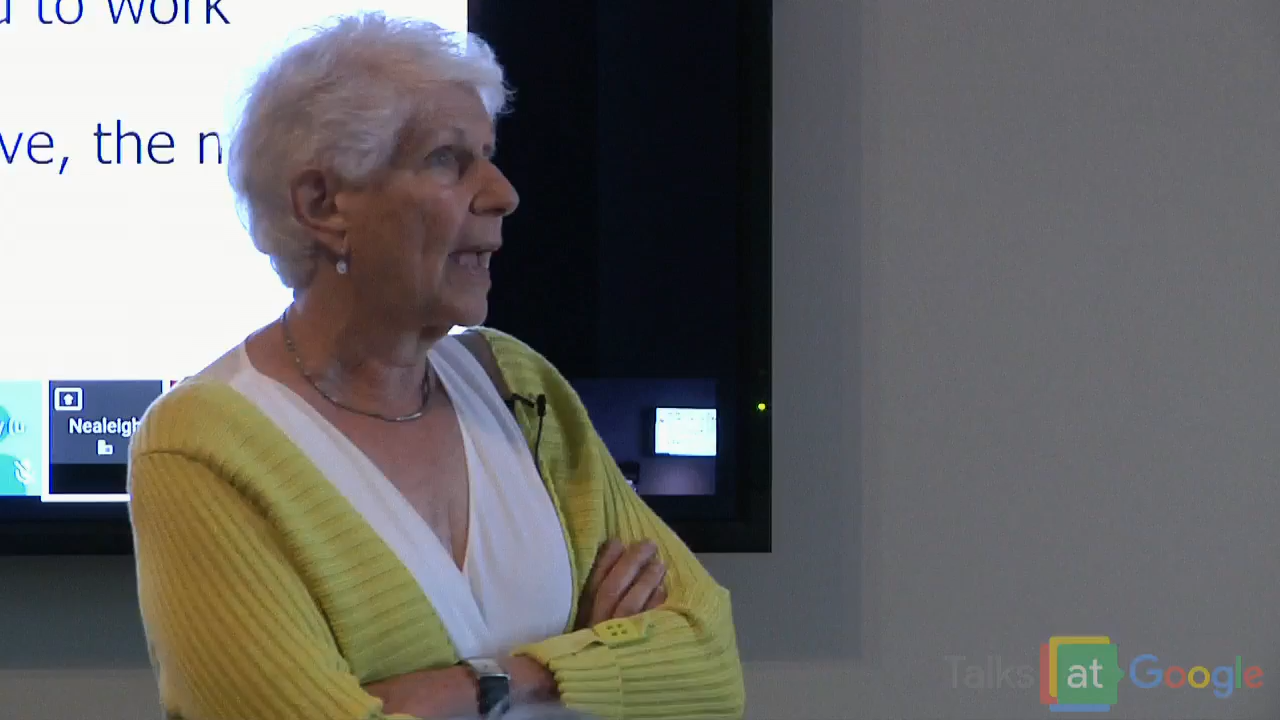 to work
ve, the
Nealeigh
Talks at Google